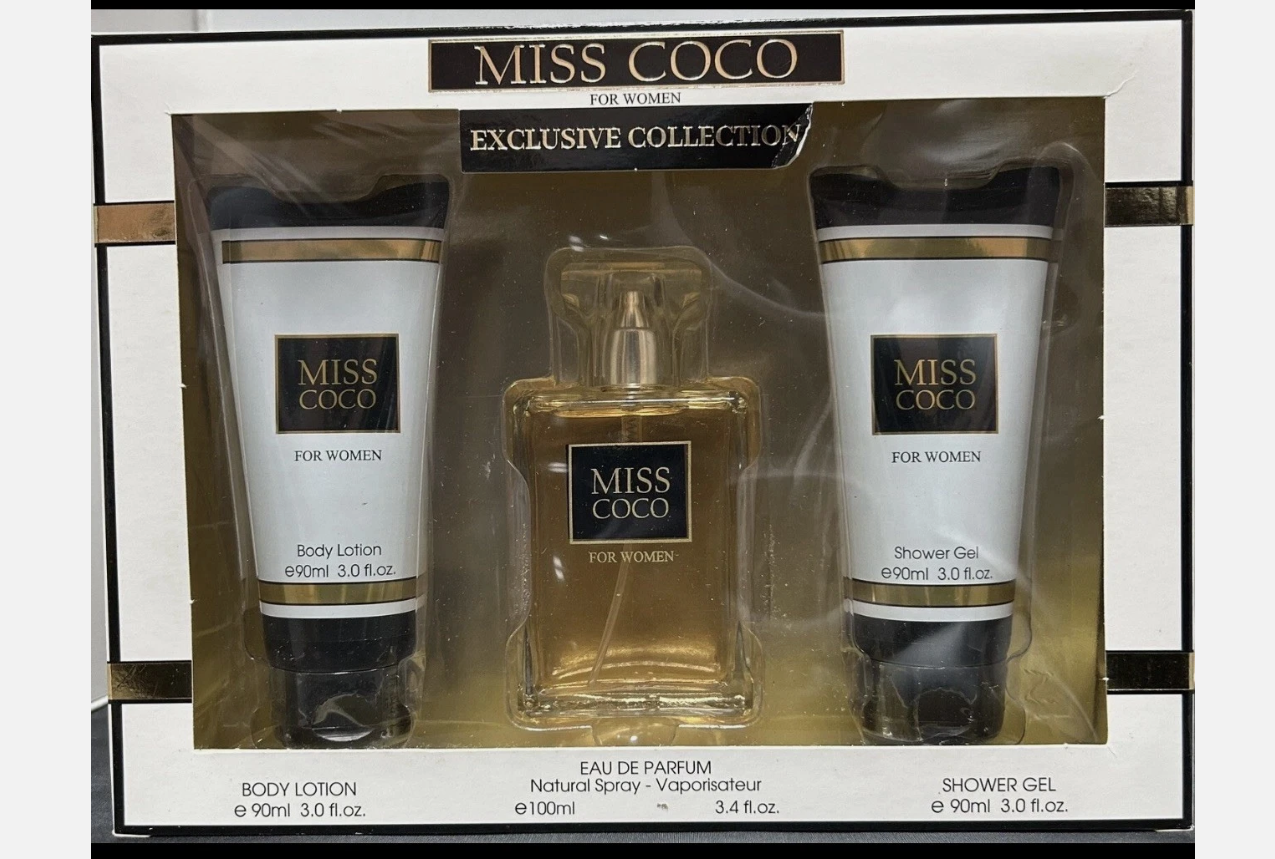 MISS COCO
FOR WOMEN
EXCLUSIVE COLLECTION
MISS
COCO
FOR WOMEN
Body Lotion
e90ml 3.0 fl.oz.
MISS
COCO
FOR WOMEN
MISS
COCO
FOR WOMEN
Shower Gel
e90ml 3.0 fl.oz.
BODY LOTION
e 90ml 3.0 fl.oz.
EAU DE PARFUM
Natural Spray - Vaporisateur
e100ml 3.4 fl.oz.
SHOWER GEL
e 90ml 3.0 fl.oz.